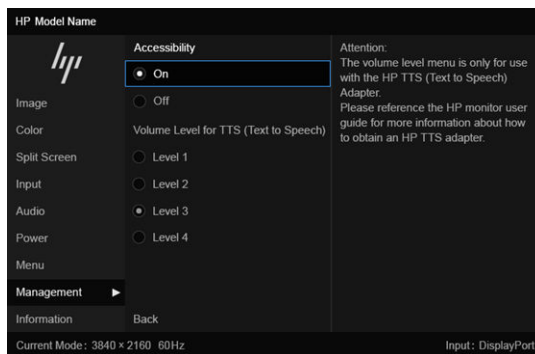 HP Model Name
hp
Image
Color
Split Screen
Input
Audio
Power
Menu
Management
Information
Accessibility
On
Off
Volume Level for TTS (Text to Speech)
Level 1
Level 2
Level 3
Level 4
Back
Attention:
The volume level menu is only for use
with the HP TTS (Text to Speech)
Adapter.
Please reference the HP monitor user
guide for more information about how
to obtain an HP TTS adapter.
Current Mode: 3840 × 2160 60Hz
Input: DisplayPort